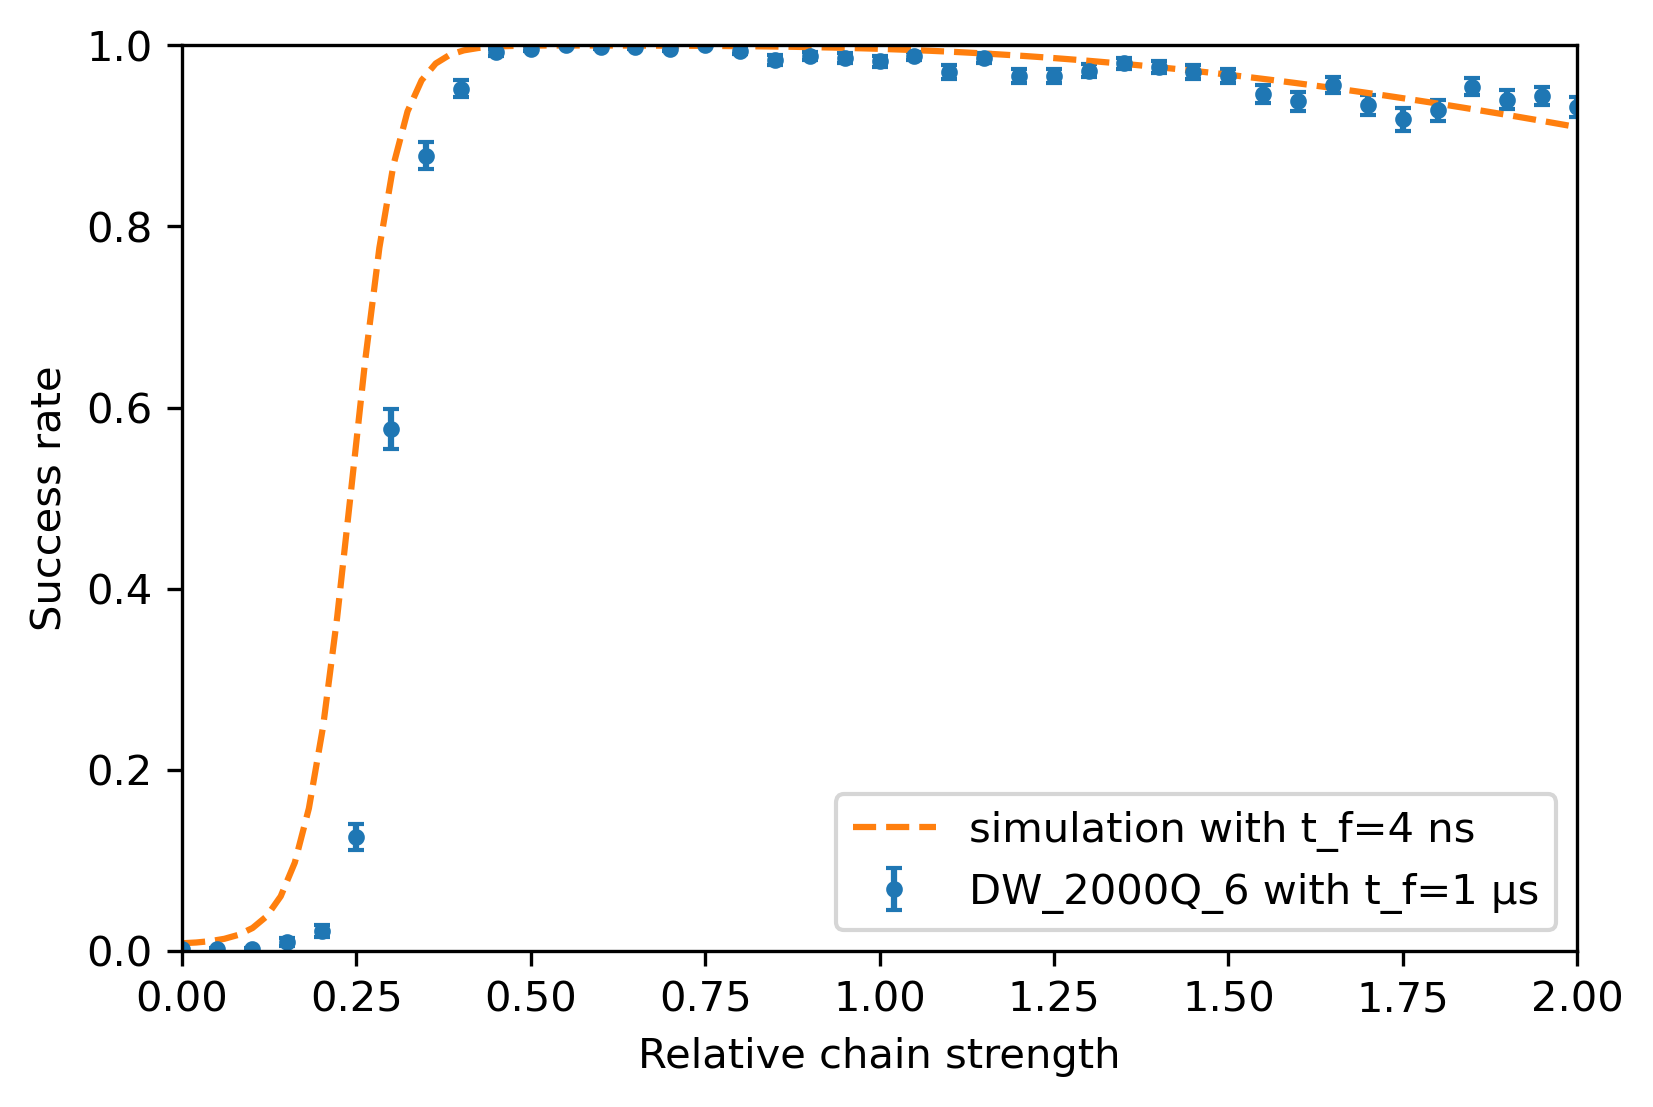 1.0
0.8
0.6
0.4
0.2
0.0
Success rate
simulation with t_f=4 ns
DW_2000Q_6 with t_f=1 µs
0.00 0.25 0.50 0.75 1.00 1.25 1.50 1.75 2.00
Relative chain strength